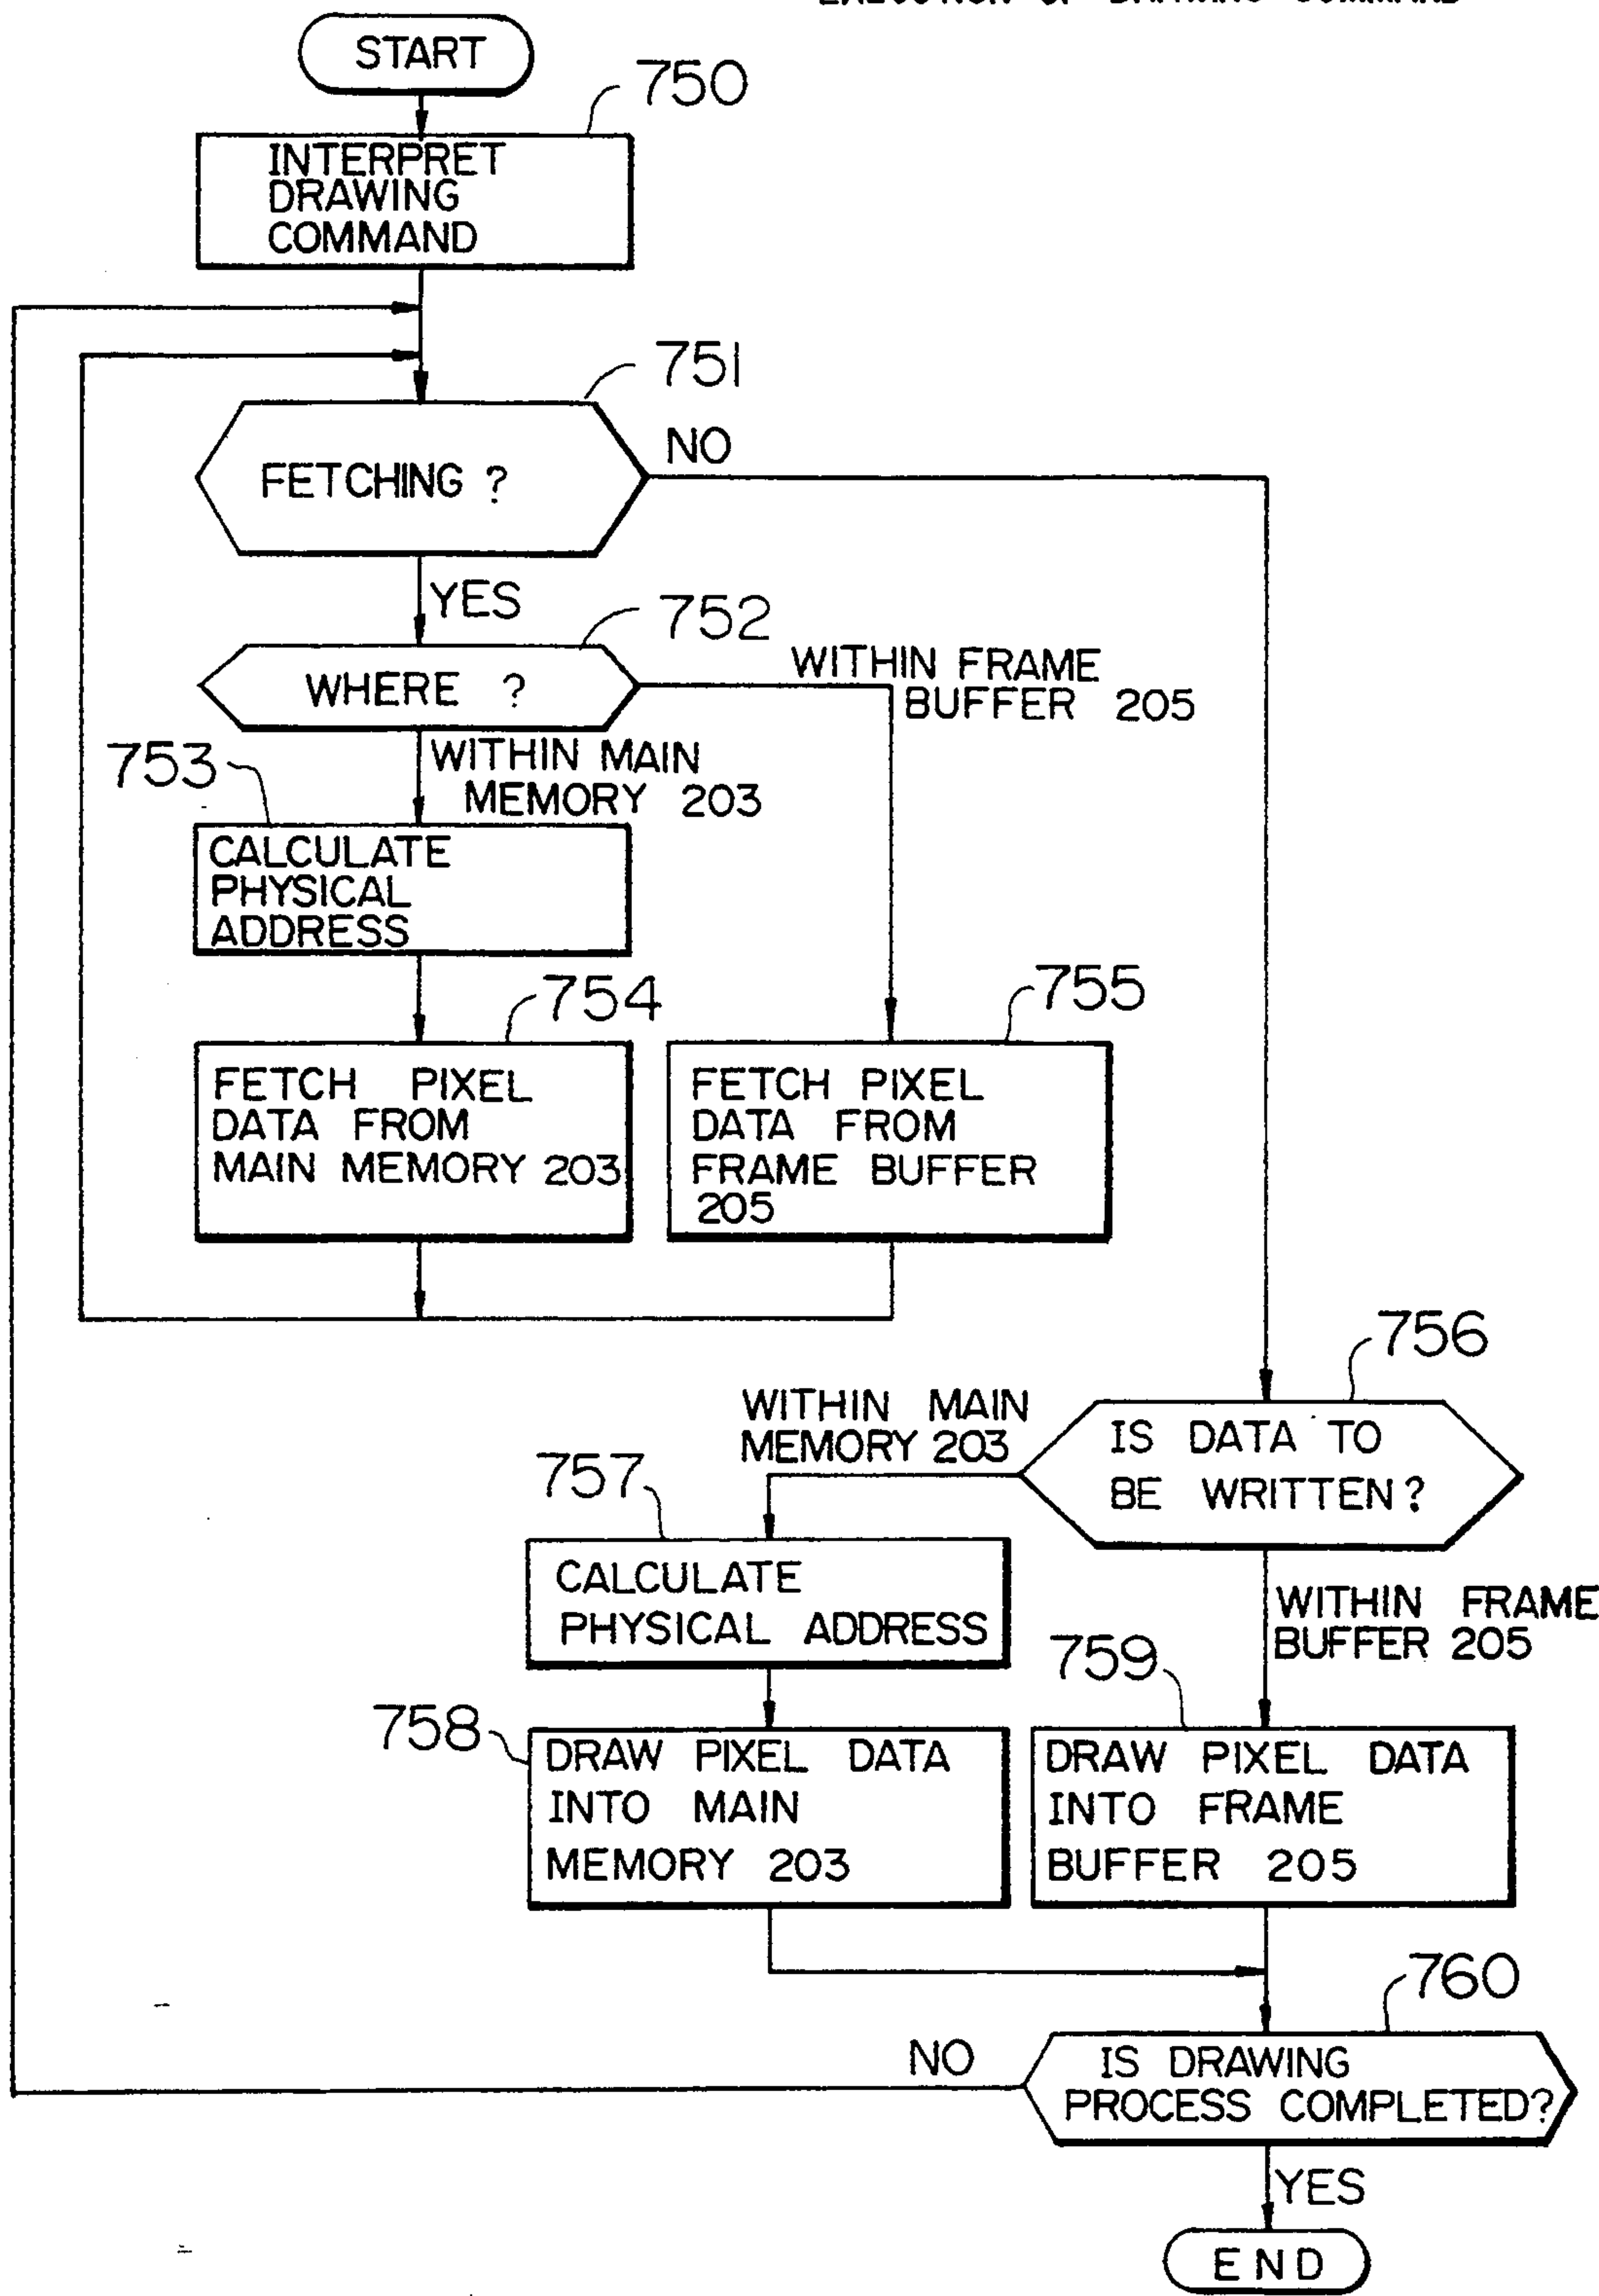 START
750
INTERPRET
DRAWING
COMMAND
751
FETCHING ?
NO
YES
752
WHERE ?
WITHIN FRAME
BUFFER 205
WITHIN MAIN
MEMORY 203
753
CALCULATE
PHYSICAL
ADDRESS
754
FETCH PIXEL
DATA FROM
MAIN MEMORY 203
755
FETCH PIXEL
DATA FROM
FRAME BUFFER
205
756
IS DATA TO
BE WRITTEN?
WITHIN MAIN
MEMORY 203
757
CALCULATE
PHYSICAL ADDRESS
WITHIN FRAME
BUFFER 205
758
DRAW PIXEL DATA
INTO MAIN
MEMORY 203
759
DRAW PIXEL DATA
INTO FRAME
BUFFER 205
760
IS DRAWING
PROCESS COMPLETED?
NO
YES
END